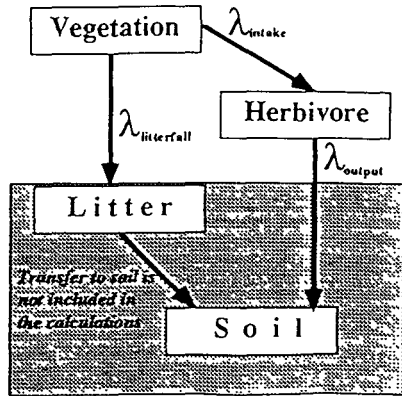 Vegetation
λintake
Herbivore
λlitterfall
λoutput
Litter
Transfer to soil is
not included in
the calculations
Soil